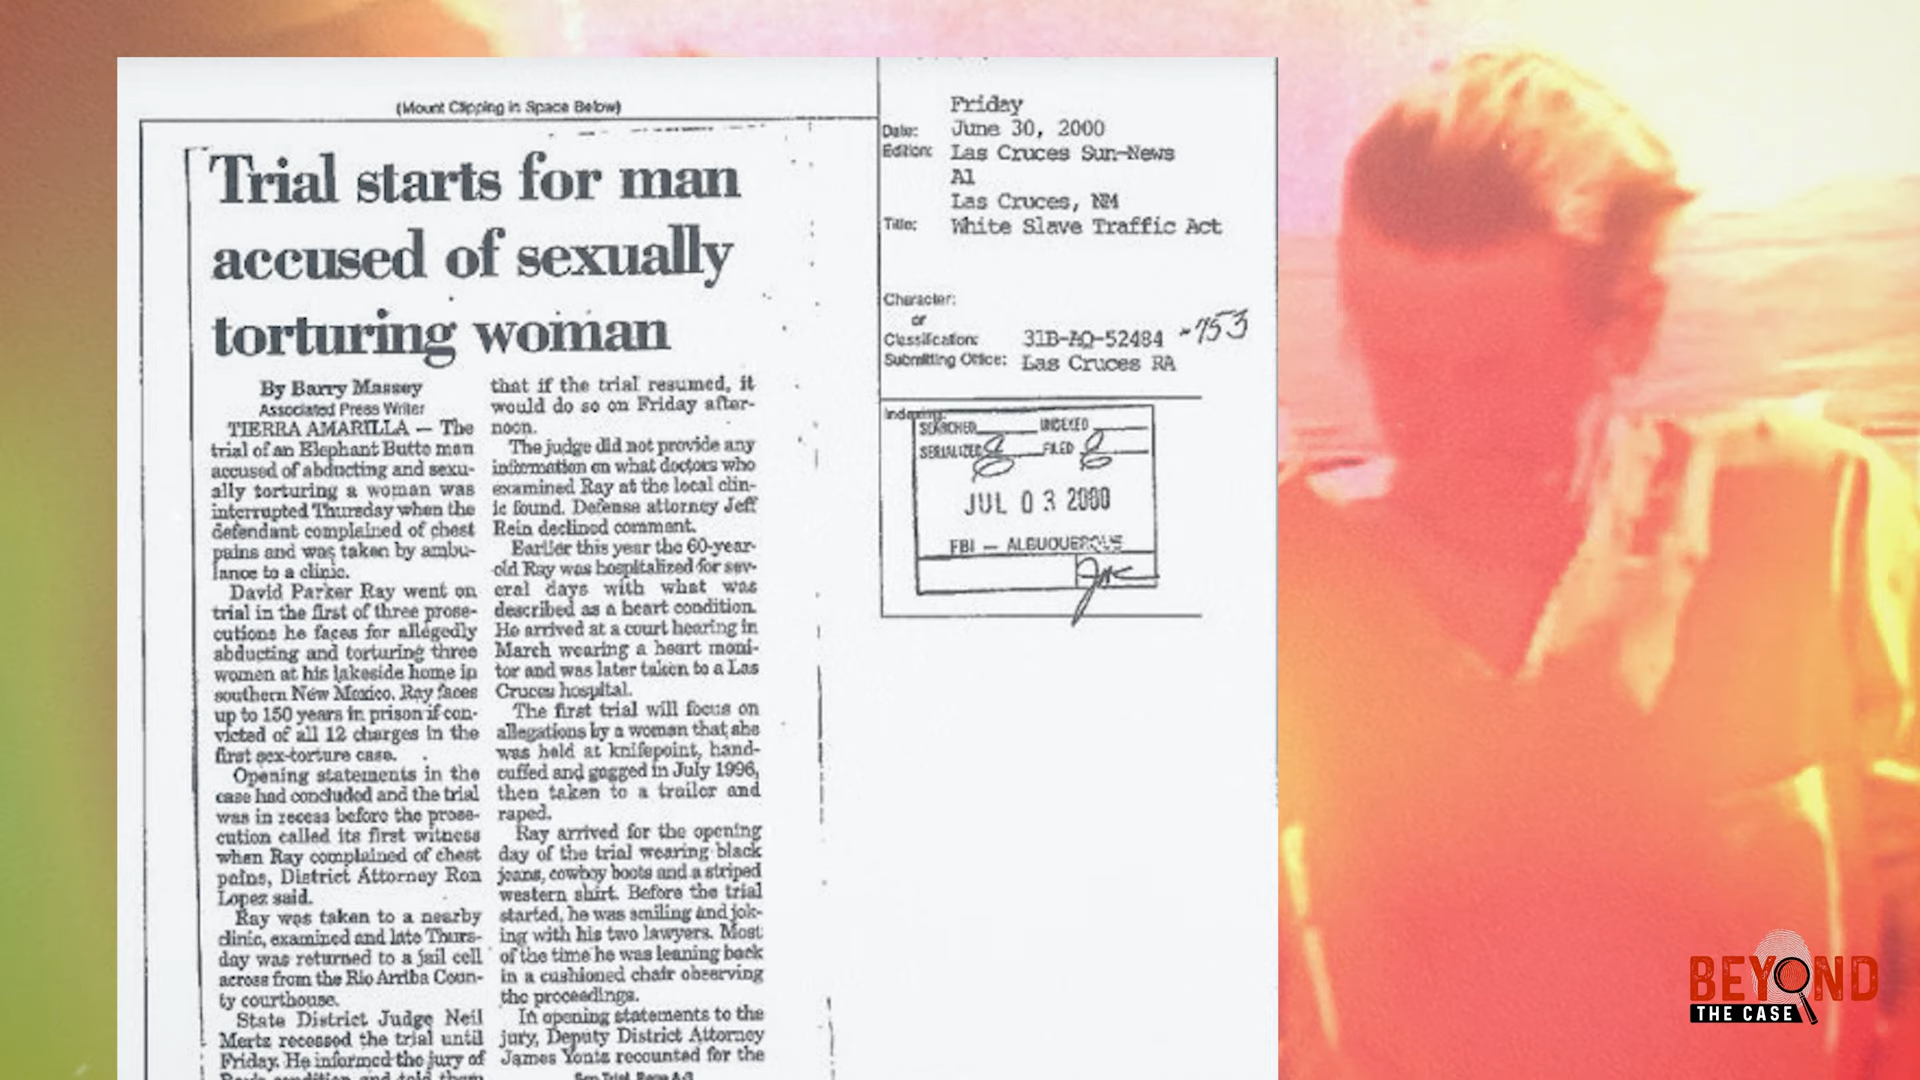 (Mount Clipping in Space Below)
Trial starts for man
accused of sexually
torturing woman
By Barry Massey
Associated Press Writer
TIERRA AMARILLA — The
trial of an Elephant Butte man
accused of abducting and sexu-
ally torturing a woman was
interrupted Thursday when the
defendant complained of chest
pains and was taken by ambu-
lance to a clinic.
David Parker Ray went on
trial in the first of three prose-
cutions he faces for allegedly
abducting and torturing three
women at his lakeside home in
southern New Mexico. Ray faces
up to 150 years in prison if con-
victed of all 12 charges in the
first sex-torture case.
Opening statements in the
case had concluded and the trial
was in recess before the prose-
cution called its first witness
when Ray complained of chest
pains, District Attorney Ron
Lopez said.
Ray was taken to a nearby
clinic, examined and late Thurs-
day was returned to a jail cell
across from the Rio Arriba Coun-
ty courthouse.
State District Judge Neil
Mertz recessed the trial until
Friday. He informed the jury of
Ray's condition and told them
that if the trial resumed, it
would do so on Friday after-
noon.
The judge did not provide any
information on what doctors who
examined Ray at the local clin-
ic found. Defense attorney Jeff
Rein declined comment.
Earlier this year the 60-year-
old Ray was hospitalized for sev-
eral days with what was
described as a heart condition.
He arrived at a court hearing in
March wearing a heart moni-
tor and was later taken to a Las
Cruces hospital.
The first trial will focus on
allegations by a woman that she
was held at knifepoint, hand-
cuffed and gagged in July 1996,
then taken to a trailer and
raped.
Ray arrived for the opening
day of the trial wearing black
jeans, cowboy boots and a striped
western shirt. Before the trial
started, he was smiling and jok-
ing with his two lawyers. Most
of the time he was leaning back
in a cushioned chair observing
the proceedings.
In opening statements to the
jury, Deputy District Attorney
James Yontz recounted for the
See Trial, Page A-3
Friday
Date: June 30, 2000
Edition: Las Cruces Sun-News
A1
Las Cruces, NM
Title: White Slave Traffic Act
Character:
or
Classification: 31B-AQ-52484 -753
Submitting Office: Las Cruces RA
Indexing:
SEARCHED INDEXED
SERIALIZED FILED
JUL 03 2000
FBI — ALBUQUERQUE
BEYOND
THE CASE